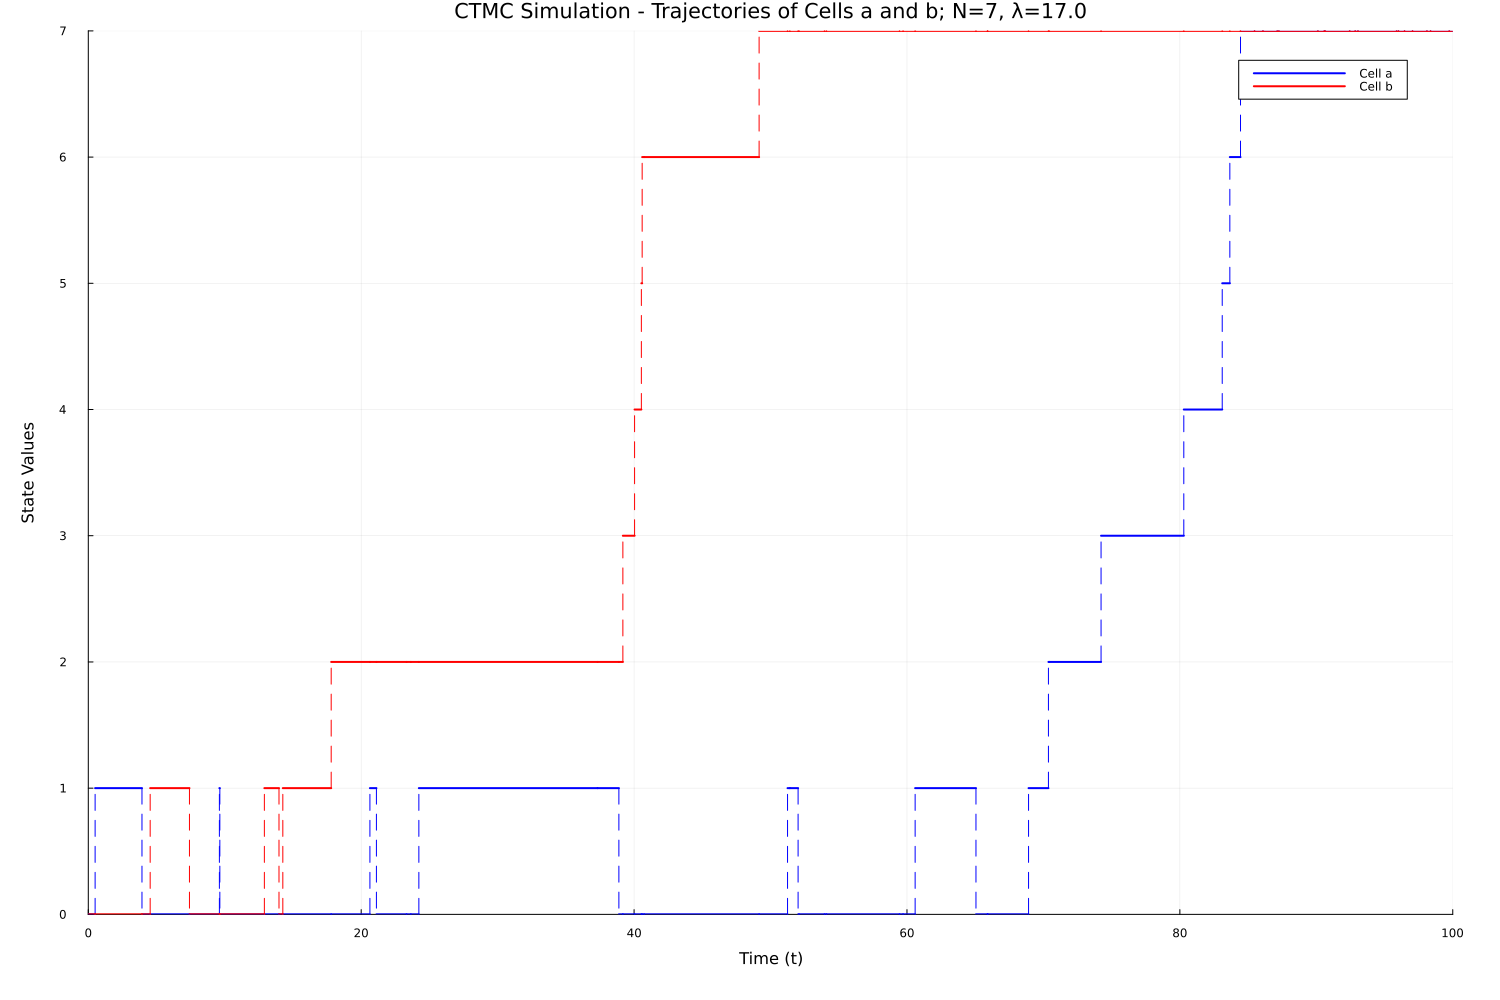 CTMC Simulation - Trajectories of Cells a and b; N=7, λ=17.0
7
6
5
4
3
2
1
0
State Values
Cell a
Cell b
0 20 40 60 80 100
Time (t)